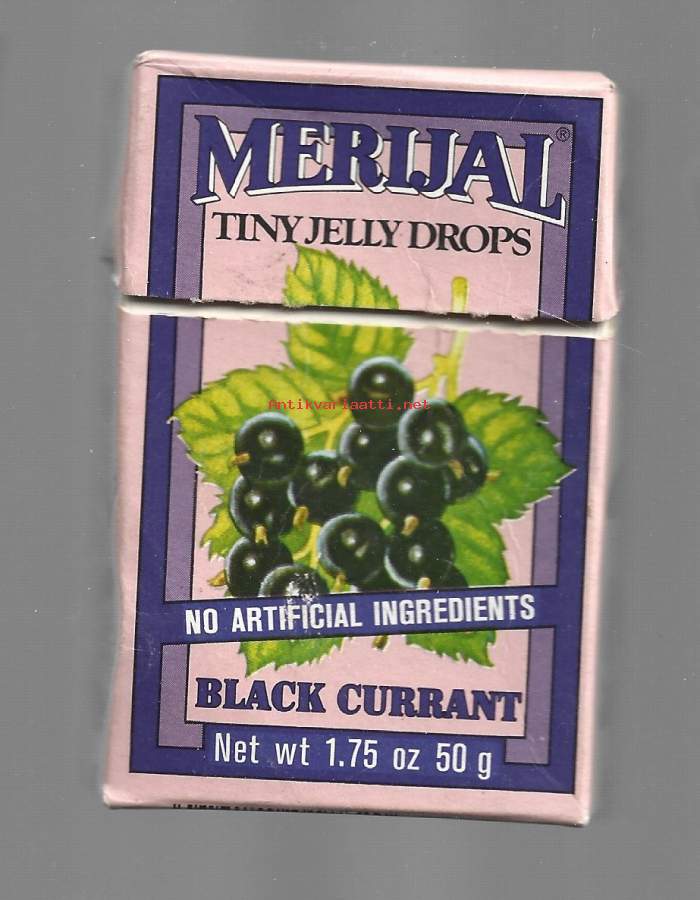 MERIJAL®
TINY JELLY DROPS
Antikvariaatti.net
NO ARTIFICIAL INGREDIENTS
BLACK CURRANT
Net wt 1.75 oz 50 g